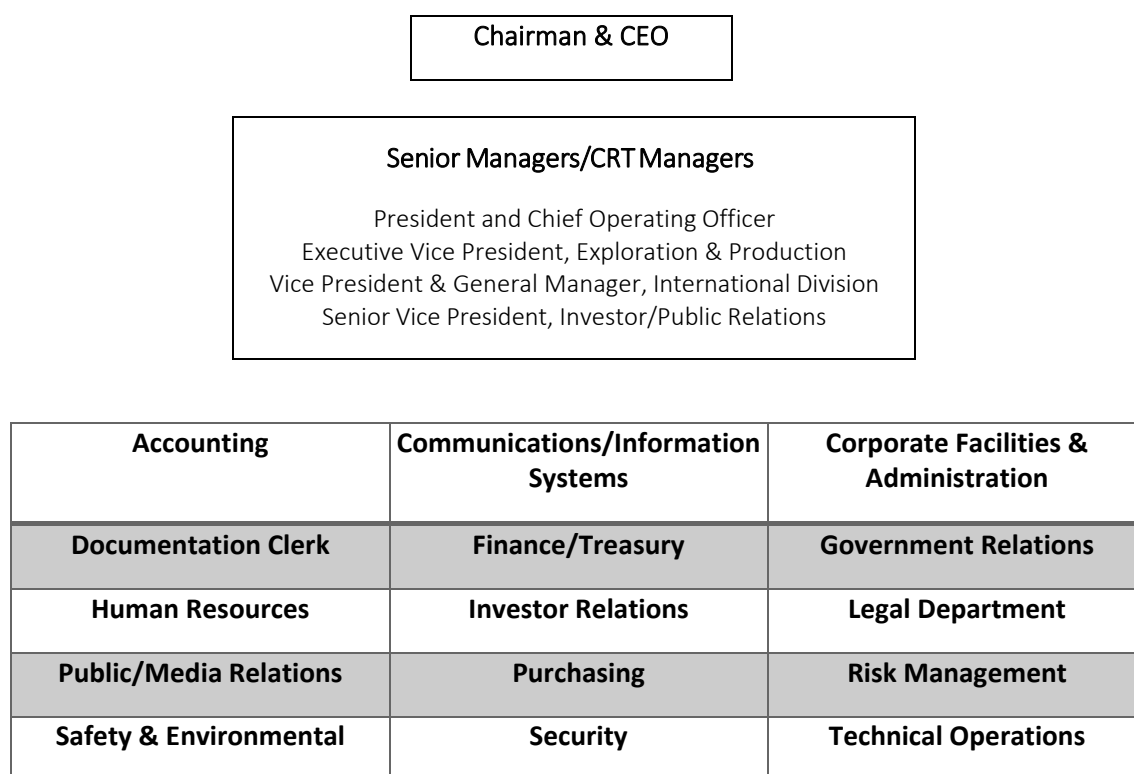 Chairman & CEO
Senior Managers/CRT Managers
President and Chief Operating Officer
Executive Vice President, Exploration & Production
Vice President & General Manager, International Division
Senior Vice President, Investor/Public Relations
Accounting
Communications/Information
Systems
Corporate Facilities &
Administration
Documentation Clerk
Finance/Treasury
Government Relations
Human Resources
Investor Relations
Legal Department
Public/Media Relations
Purchasing
Risk Management
Safety & Environmental
Security
Technical Operations